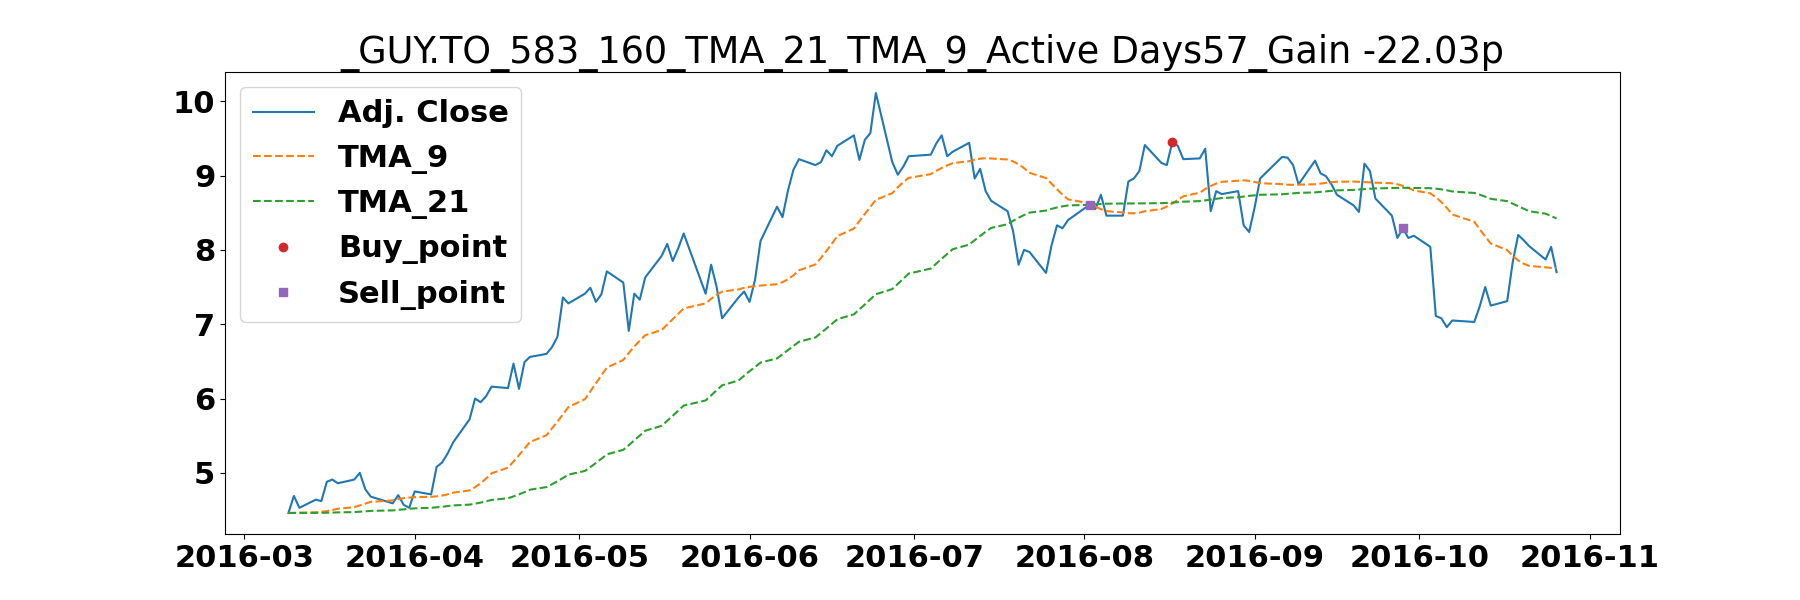 _GUY.TO_583_160_TMA_21_TMA_9_Active Days57_Gain -22.03p
10
9
8
7
6
5
Adj. Close
TMA_9
TMA_21
Buy_point
Sell_point
2016-03 2016-04 2016-05 2016-06 2016-07 2016-08 2016-09 2016-10 2016-11